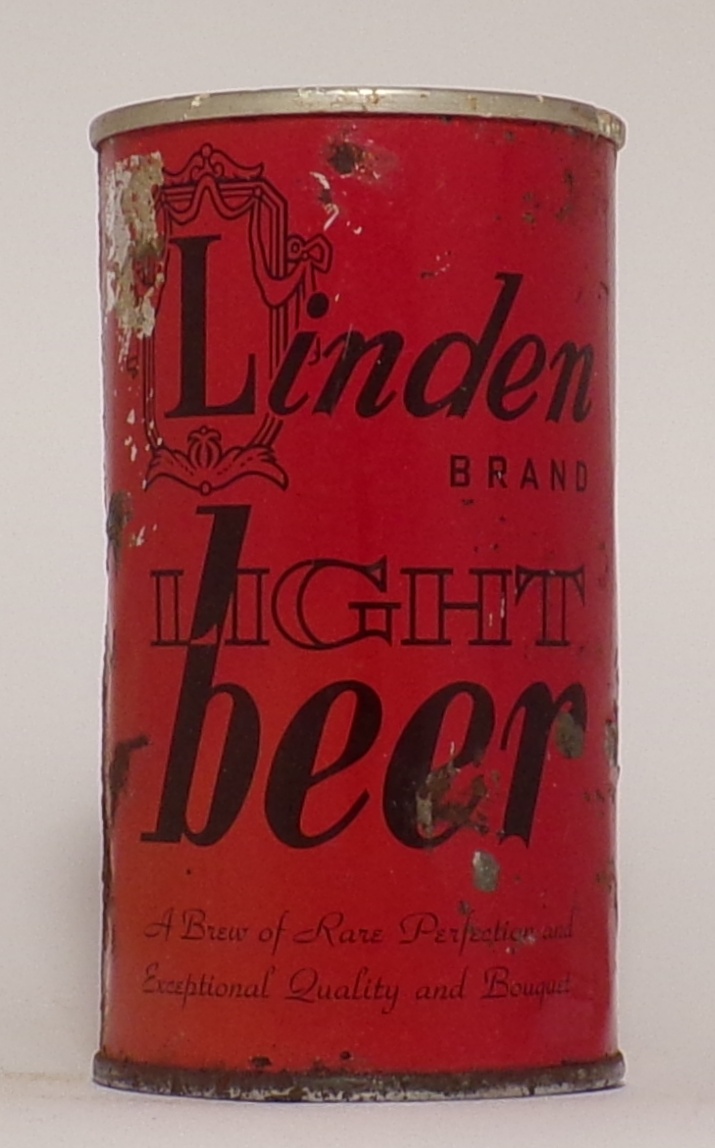 Linden
BRAND
LIGHT
beer
A Brew of Rare Perfection and
Exceptional Quality and Bouquet